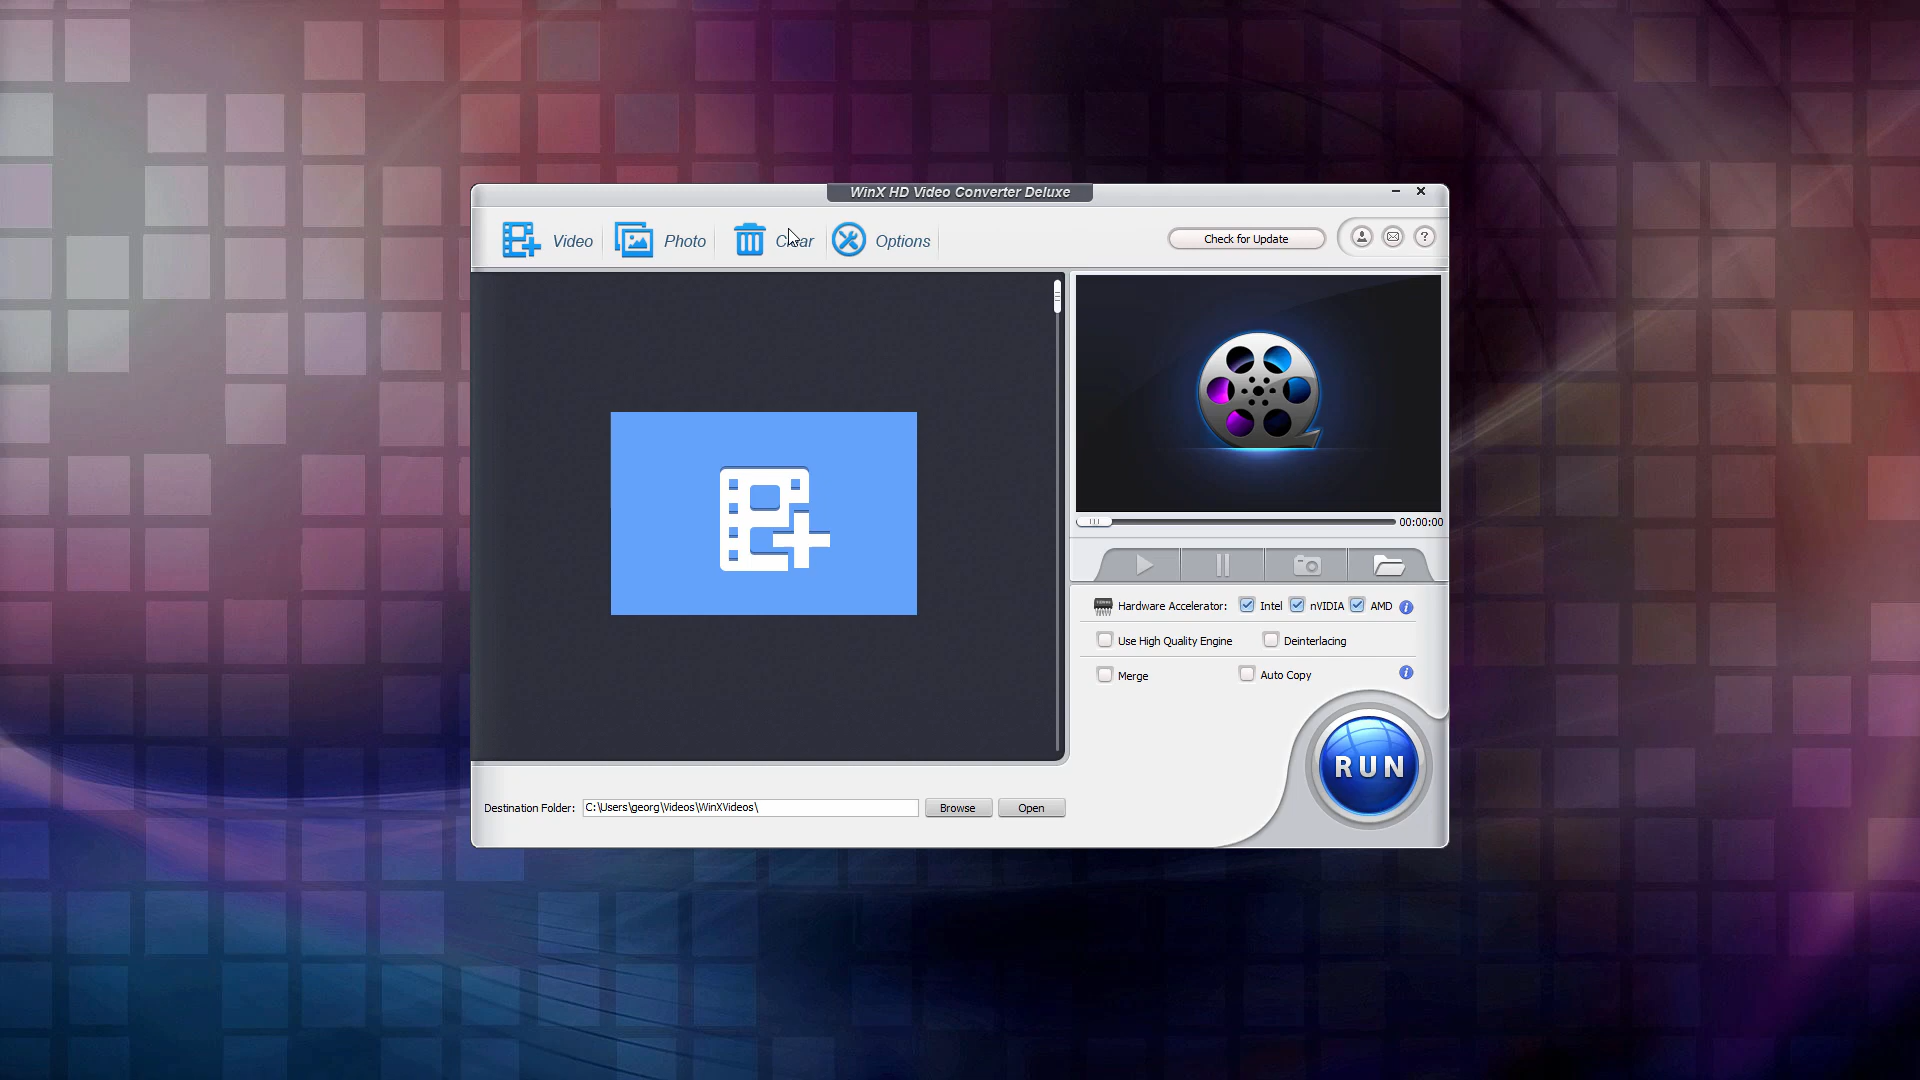 WinX HD Video Converter Deluxe
Video Photo Clear Options Check for Update ?
00:00:00
Hardware Accelerator: Intel nVIDIA AMD i
Use High Quality Engine Deinterlacing
Merge Auto Copy i
RUN
Destination Folder: C:\Users\georg\Videos\WinXVideos\ Browse Open